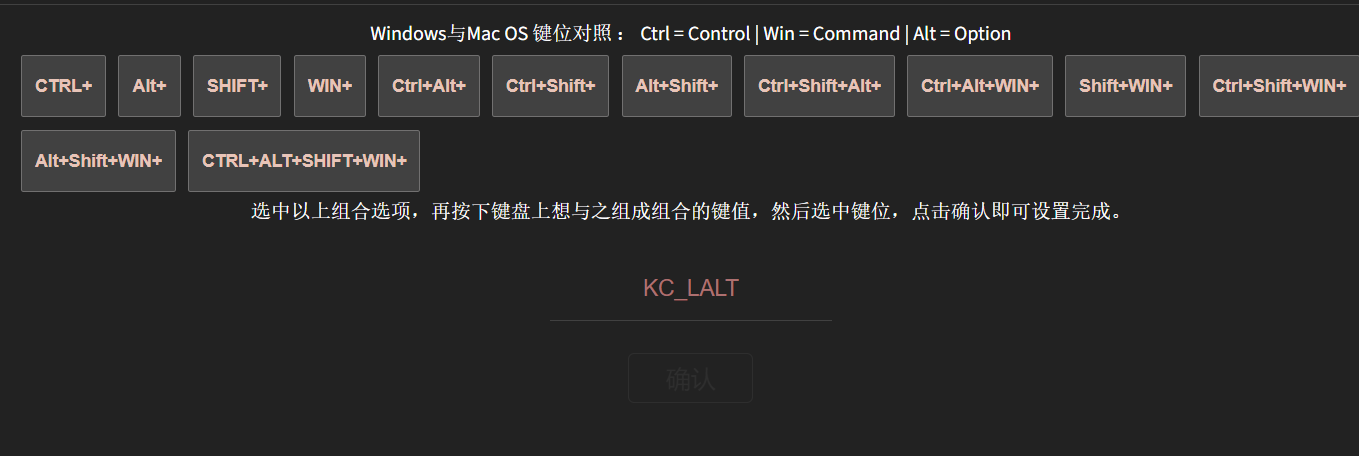 Windows与Mac OS 键位对照 ： Ctrl = Control | Win = Command | Alt = Option
CTRL+ Alt+ SHIFT+ WIN+ Ctrl+Alt+ Ctrl+Shift+ Alt+Shift+ Ctrl+Shift+Alt+ Ctrl+Alt+WIN+ Shift+WIN+ Ctrl+Shift+WIN+
Alt+Shift+WIN+ CTRL+ALT+SHIFT+WIN+
选中以上组合选项，再按下键盘上想与之组成组合的键值，然后选中键位，点击确认即可设置完成。
KC_LALT
确认